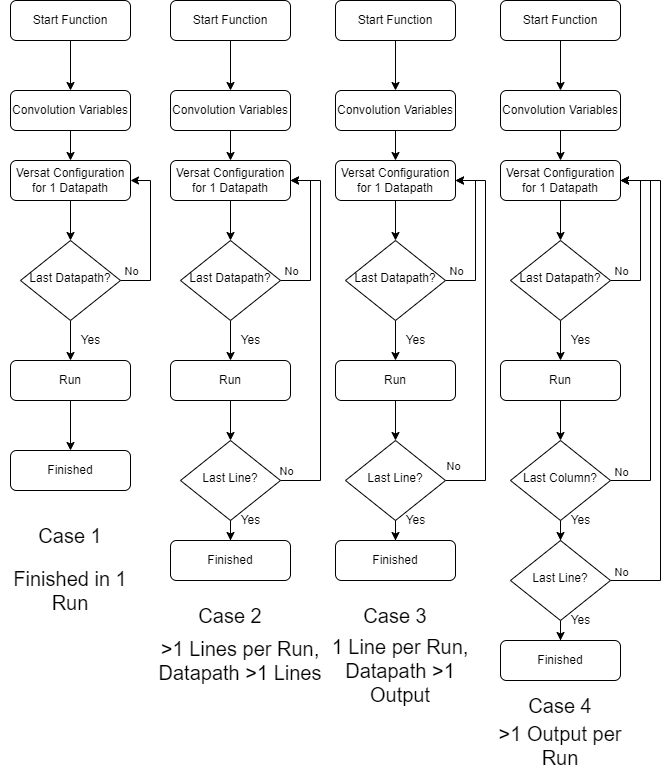 Start Function
Convolution Variables
Versat Configuration
for 1 Datapath
Last Datapath?
No
Yes
Run
Finished
Case 1
Finished in 1
Run
Start Function
Convolution Variables
Versat Configuration
for 1 Datapath
Last Datapath?
No
Yes
Run
Last Line?
No
Yes
Finished
Case 2
>1 Lines per Run,
Datapath >1 Lines
Start Function
Convolution Variables
Versat Configuration
for 1 Datapath
Last Datapath?
No
Yes
Run
Last Line?
No
Yes
Finished
Case 3
1 Line per Run,
Datapath >1
Output
Start Function
Convolution Variables
Versat Configuration
for 1 Datapath
Last Datapath?
No
Yes
Run
Last Column?
No
Yes
Last Line?
No
Yes
Finished
Case 4
>1 Output per
Run